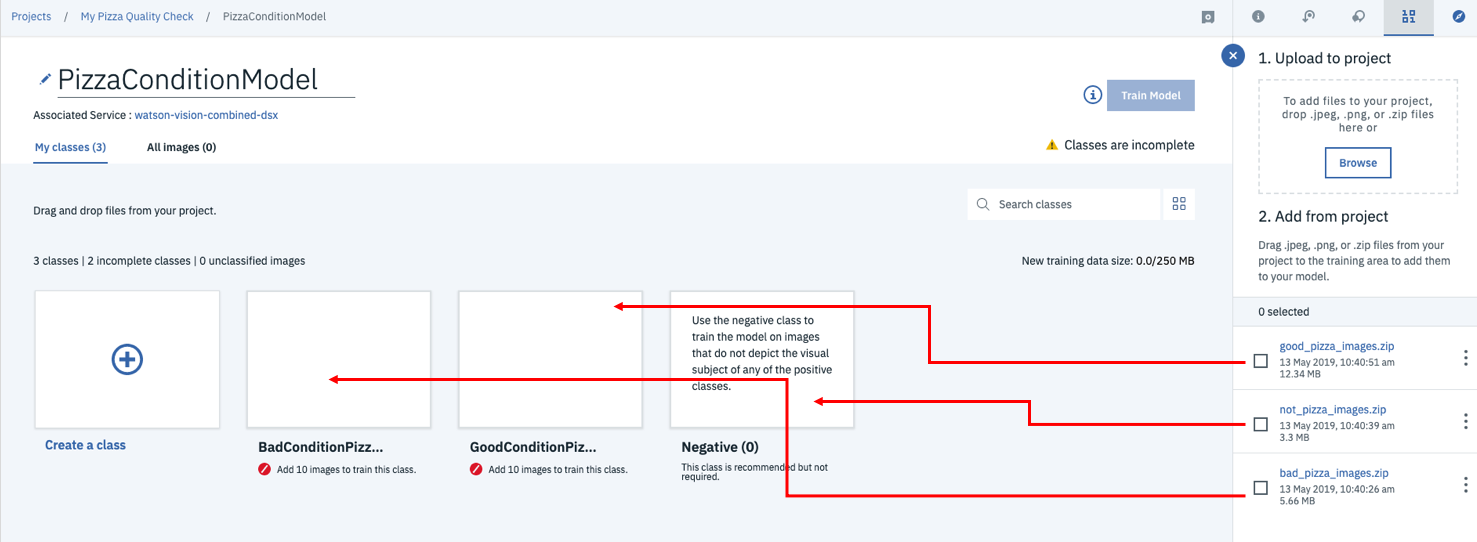 Projects / My Pizza Quality Check / PizzaConditionModel
PizzaConditionModel
Train Model
Associated Service : watson-vision-combined-dsx
My classes (3)
All images (0)
Classes are incomplete
Drag and drop files from your project.
Search classes
3 classes | 2 incomplete classes | 0 unclassified images
New training data size: 0.0/250 MB
Create a class
BadConditionPizz...
Add 10 images to train this class.
GoodConditionPiz...
Add 10 images to train this class.
Use the negative class to
train the model on images
that do not depict the visual
subject of any of the positive
classes.
Negative (0)
This class is recommended but not
required.
1. Upload to project
To add files to your project,
drop .jpeg, .png, or .zip files
here or
Browse
2. Add from project
Drag .jpeg, .png, or .zip files from your
project to the training area to add them
to your model.
0 selected
good_pizza_images.zip
13 May 2019, 10:40:51 am
12.34 MB
not_pizza_images.zip
13 May 2019, 10:40:39 am
3.3 MB
bad_pizza_images.zip
13 May 2019, 10:40:26 am
5.66 MB